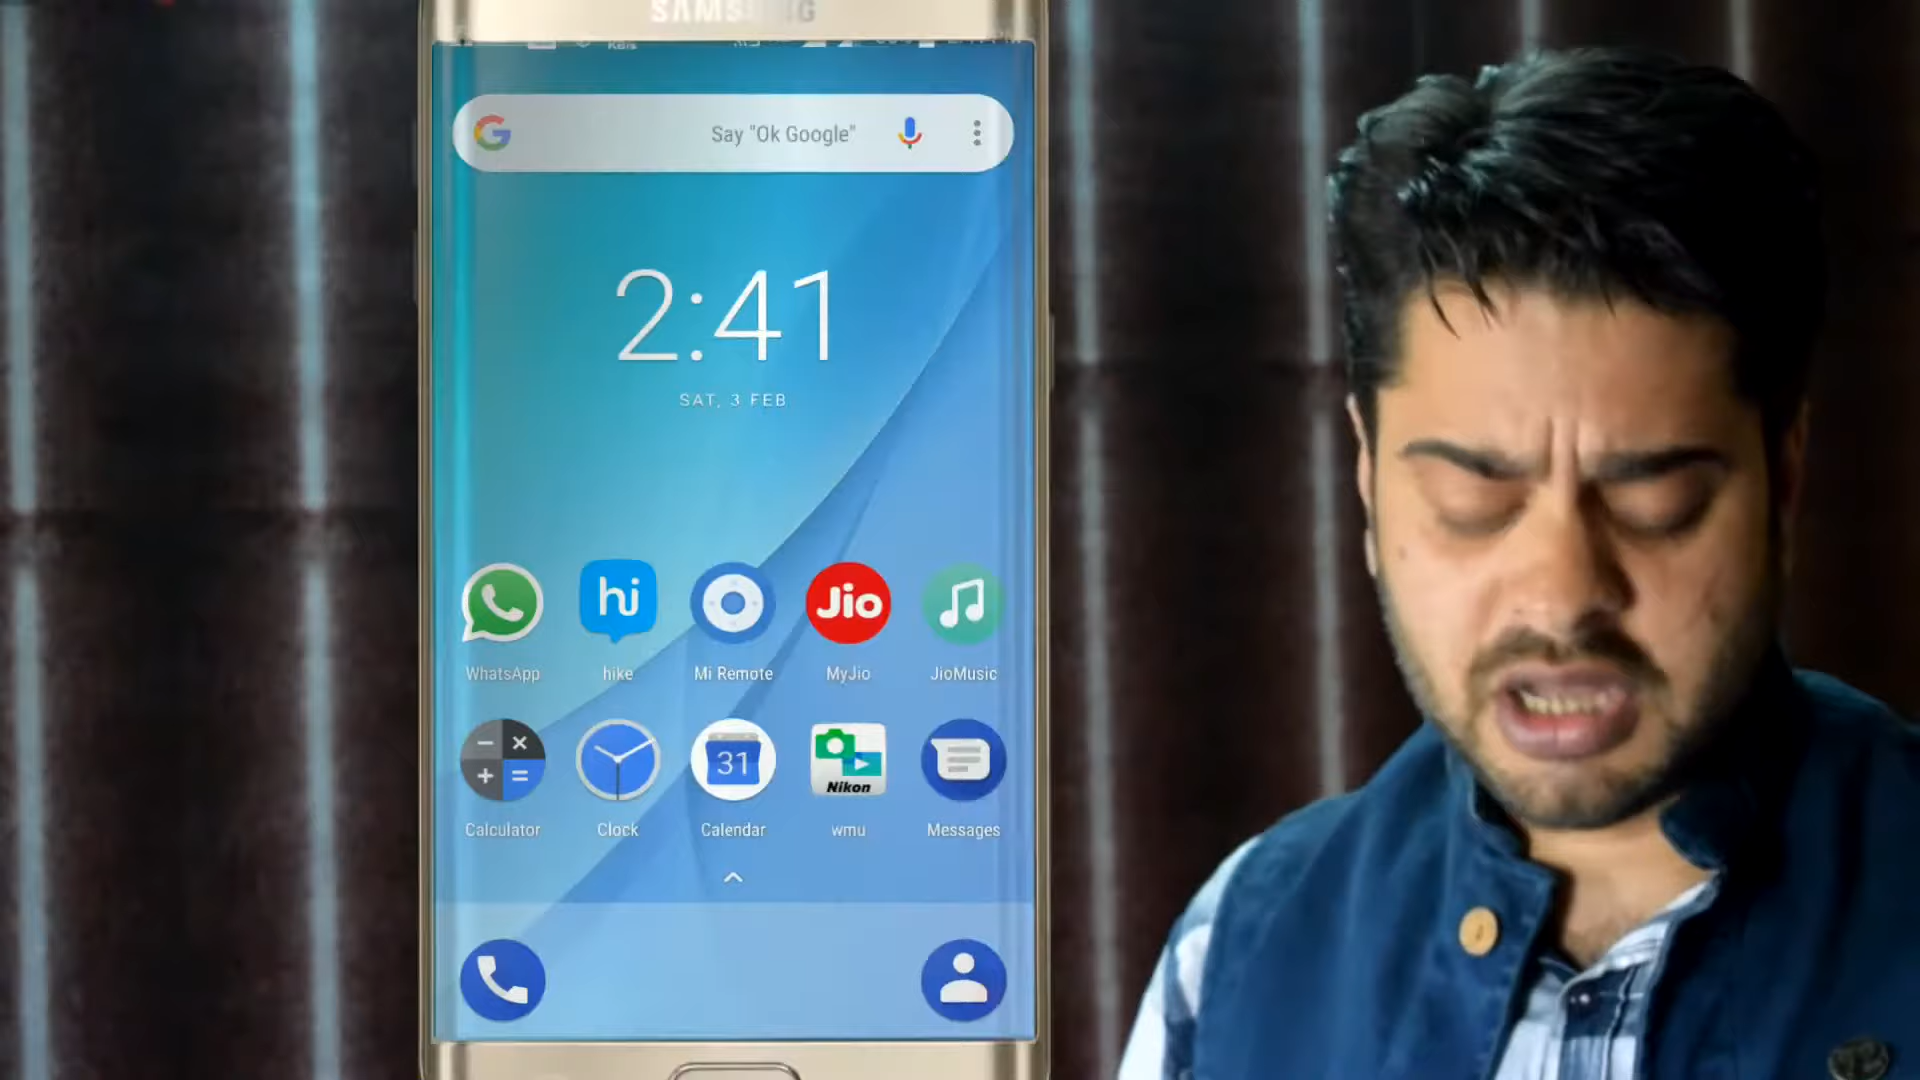 SAMSUNG
G Say "Ok Google"
2:41
SAT, 3 FEB
hi
Jio
WhatsApp hike Mi Remote MyJio JioMusic
31
Nikon
Calculator Clock Calendar wmu Messages